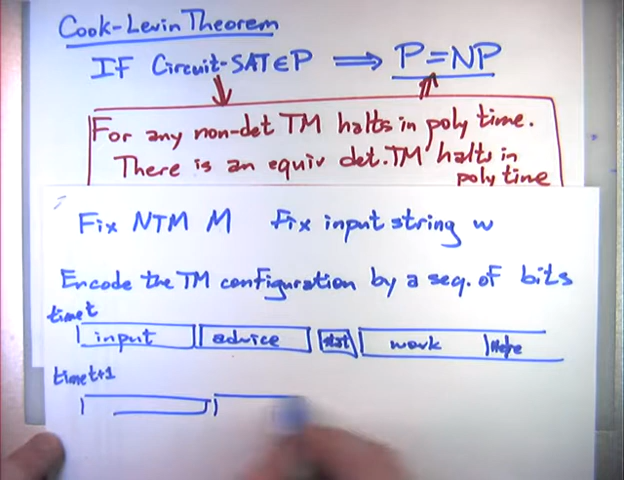 Cook-Levin Theorem
IF Circuit-SAT∈P ⟹ P=NP
For any non-det TM halts in poly time.
There is an equiv det. TM halts in
poly time
Fix NTM M Fix input string w
Encode the TM configuration by a seq. of bits
time t
input advice work
time t+1